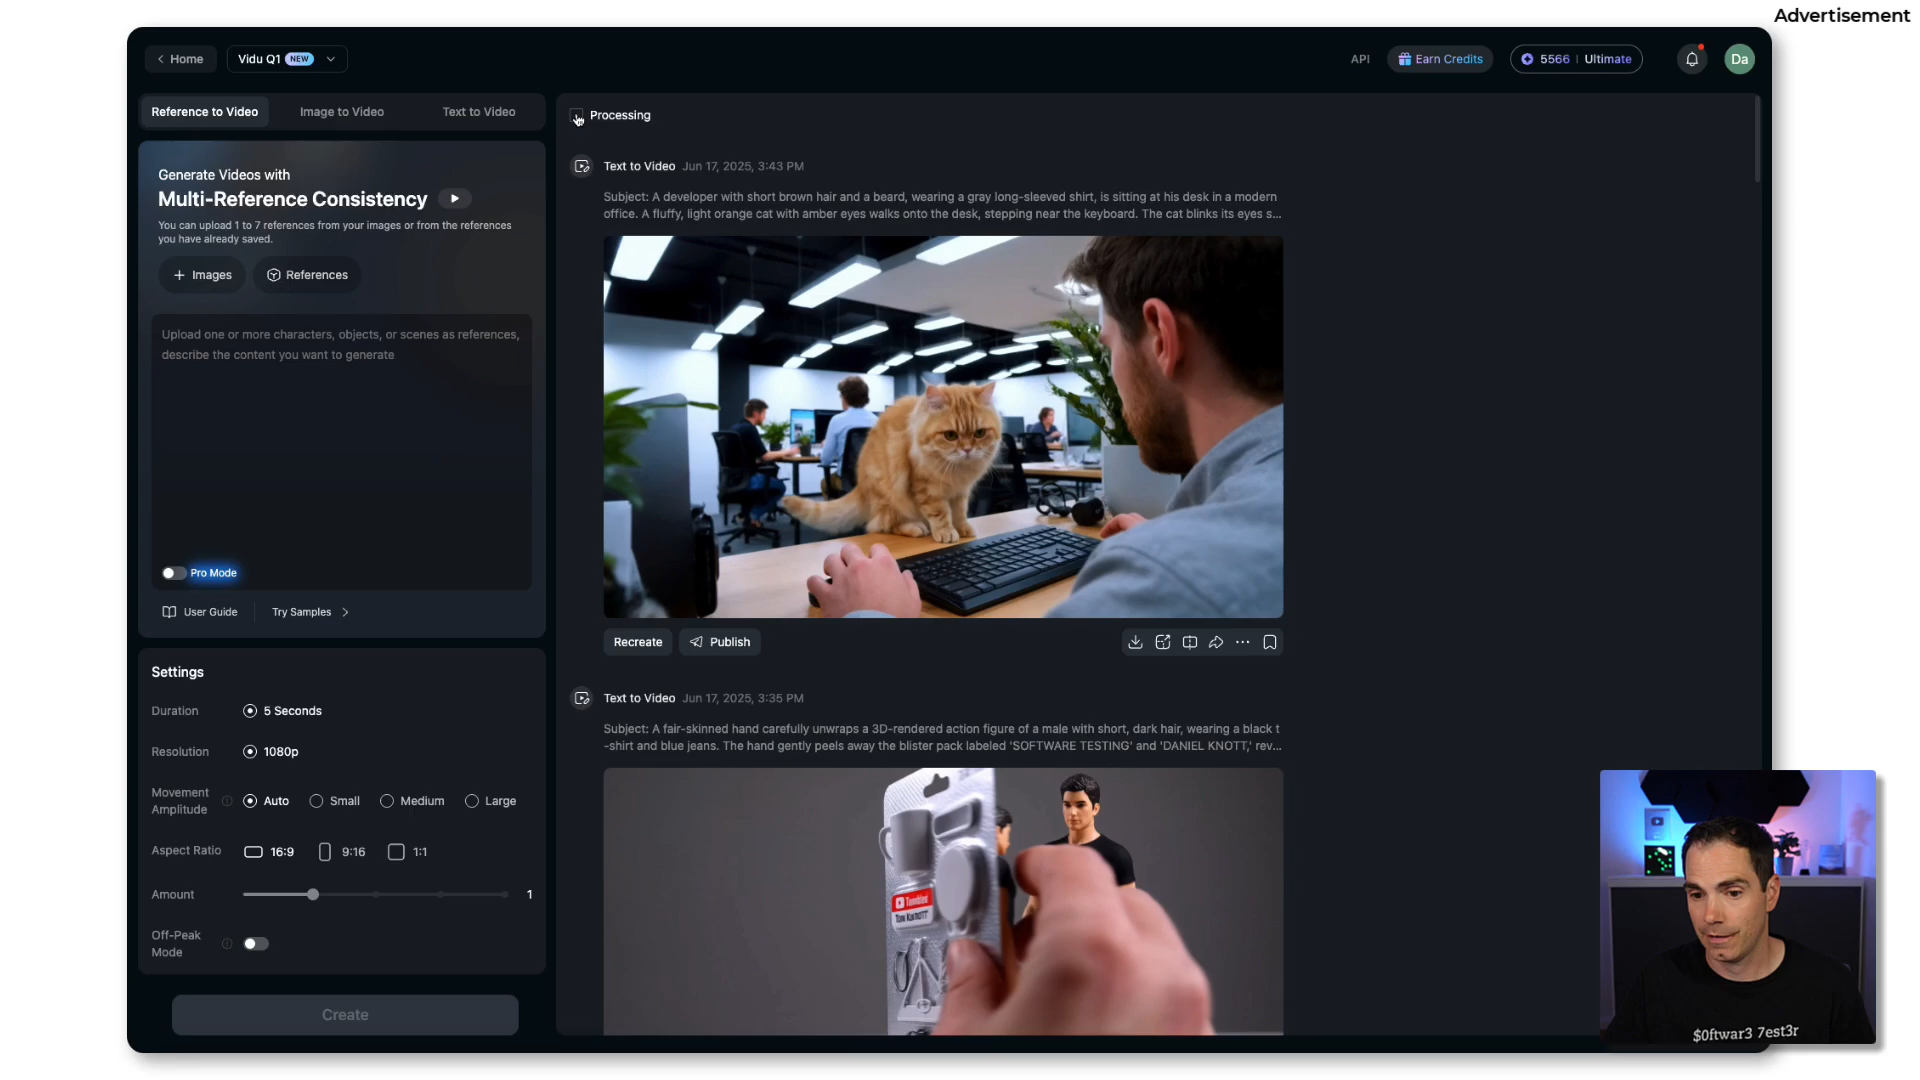 Advertisement
Home
Vidu Q1 NEW
API
Earn Credits
5566 | Ultimate
Da
Reference to Video
Image to Video
Text to Video
Generate Videos with
Multi-Reference Consistency
You can upload 1 to 7 references from your images or from the references
you have already saved.
Images
References
Upload one or more characters, objects, or scenes as references,
describe the content you want to generate
Pro Mode
User Guide
Try Samples
Settings
Duration
5 Seconds
Resolution
1080p
Movement
Amplitude
Auto
Small
Medium
Large
Aspect Ratio
16:9
9:16
1:1
Amount
1
Off-Peak
Mode
Create
Processing
Text to Video Jun 17, 2025, 3:43 PM
Subject: A developer with short brown hair and a beard, wearing a gray long-sleeved shirt, is sitting at his desk in a modern
office. A fluffy, light orange cat with amber eyes walks onto the desk, stepping near the keyboard. The cat blinks its eyes s...
Recreate
Publish
Text to Video Jun 17, 2025, 3:35 PM
Subject: A fair-skinned hand carefully unwraps a 3D-rendered action figure of a male with short, dark hair, wearing a black t
-shirt and blue jeans. The hand gently peels away the blister pack labeled 'SOFTWARE TESTING' and 'DANIEL KNOTT,' rev...
$0ftwar3 7est3r